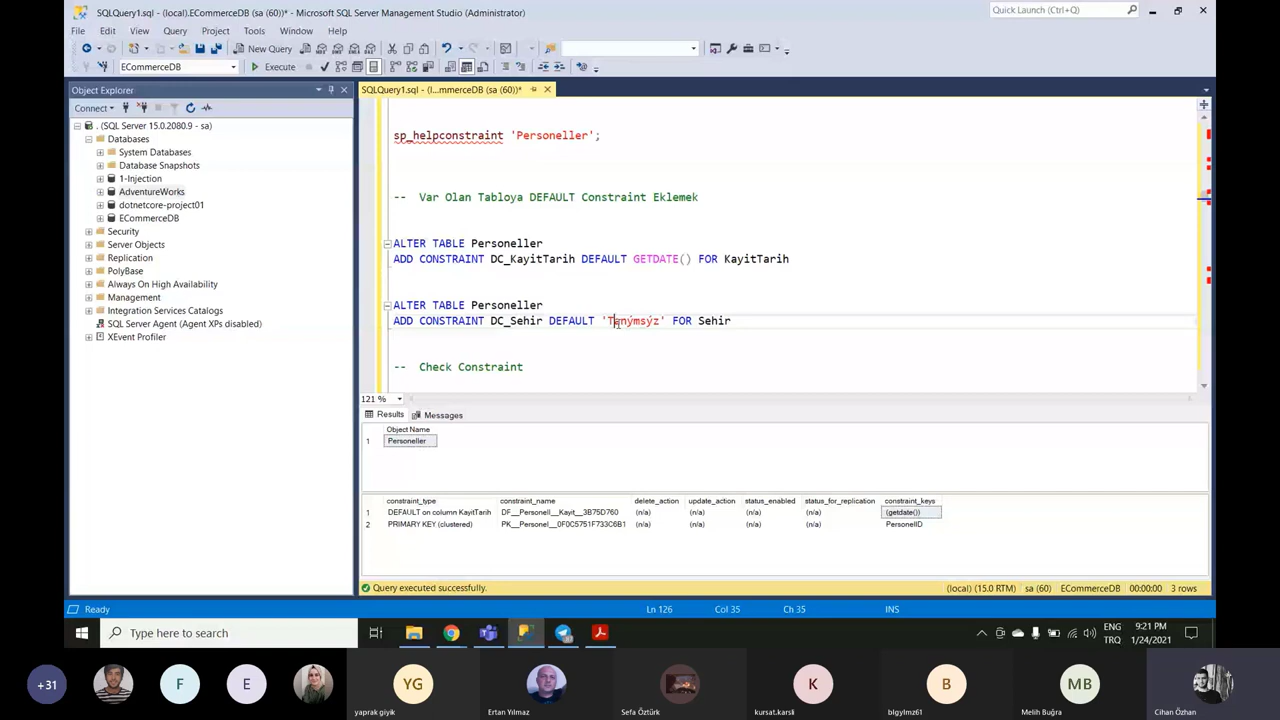 SQLQuery1.sql - (local).ECommerceDB (sa (60))* - Microsoft SQL Server Management Studio (Administrator)
Quick Launch (Ctrl+Q)
File Edit View Query Project Tools Window Help
New Query
ECommerceDB
Execute
Object Explorer
SQLQuery1.sql - (l...mmerceDB (sa (60))*
Connect
. (SQL Server 15.0.2080.9 - sa)
Databases
System Databases
Database Snapshots
1-Injection
AdventureWorks
dotnetcore-project01
ECommerceDB
Security
Server Objects
Replication
PolyBase
Always On High Availability
Management
Integration Services Catalogs
SQL Server Agent (Agent XPs disabled)
XEvent Profiler
sp_helpconstraint 'Personeller';
-- Var Olan Tabloya DEFAULT Constraint Eklemek
ALTER TABLE Personeller
ADD CONSTRAINT DC_KayitTarih DEFAULT GETDATE() FOR KayitTarih
ALTER TABLE Personeller
ADD CONSTRAINT DC_Sehir DEFAULT 'Tanýmsýz' FOR Sehir
-- Check Constraint
121 %
Results Messages
Object Name
1 Personeller
constraint_type constraint_name delete_action update_action status_enabled status_for_replication constraint_keys
1 DEFAULT on column KayitTarih DF__Personell__Kayit__3B75D760 (n/a) (n/a) (n/a) (n/a) (getdate())
2 PRIMARY KEY (clustered) PK__Personel__0F0C5751F733C6B1 (n/a) (n/a) (n/a) (n/a) PersonelID
Query executed successfully.
(local) (15.0 RTM) sa (60) ECommerceDB 00:00:00 3 rows
Ready
Ln 126 Col 35 Ch 35 INS
Type here to search
ENG
TRQ
9:21 PM
1/24/2021
+31
F
E
YG
K
B
MB
yaprak giyik
Ertan Yılmaz
Sefa Öztürk
kursat.karsli
blgylmz61
Melih Buğra
Cihan Özhan